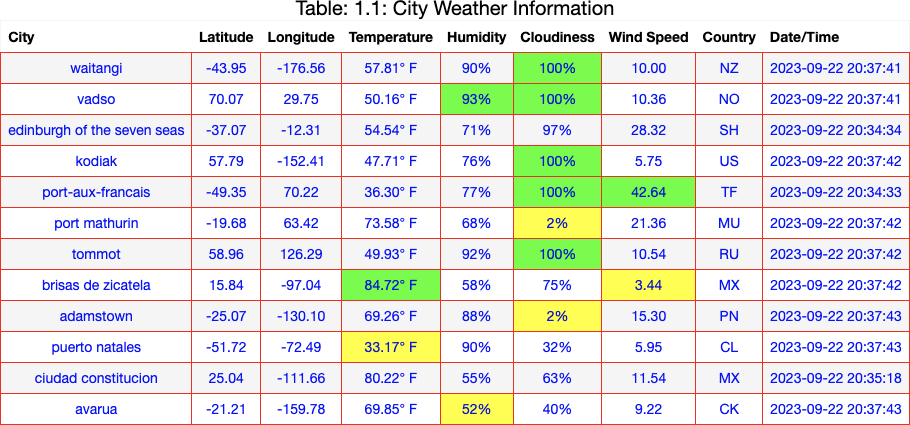 Table: 1.1: City Weather Information
City Latitude Longitude Temperature Humidity Cloudiness Wind Speed Country Date/Time
waitangi -43.95 -176.56 57.81° F 90% 100% 10.00 NZ 2023-09-22 20:37:41
vadso 70.07 29.75 50.16° F 93% 100% 10.36 NO 2023-09-22 20:37:41
edinburgh of the seven seas -37.07 -12.31 54.54° F 71% 97% 28.32 SH 2023-09-22 20:34:34
kodiak 57.79 -152.41 47.71° F 76% 100% 5.75 US 2023-09-22 20:37:42
port-aux-francais -49.35 70.22 36.30° F 77% 100% 42.64 TF 2023-09-22 20:34:33
port mathurin -19.68 63.42 73.58° F 68% 2% 21.36 MU 2023-09-22 20:37:42
tommot 58.96 126.29 49.93° F 92% 100% 10.54 RU 2023-09-22 20:37:42
brisas de zicatela 15.84 -97.04 84.72° F 58% 75% 3.44 MX 2023-09-22 20:37:42
adamstown -25.07 -130.10 69.26° F 88% 2% 15.30 PN 2023-09-22 20:37:43
puerto natales -51.72 -72.49 33.17° F 90% 32% 5.95 CL 2023-09-22 20:37:43
ciudad constitucion 25.04 -111.66 80.22° F 55% 63% 11.54 MX 2023-09-22 20:35:18
avarua -21.21 -159.78 69.85° F 52% 40% 9.22 CK 2023-09-22 20:37:43